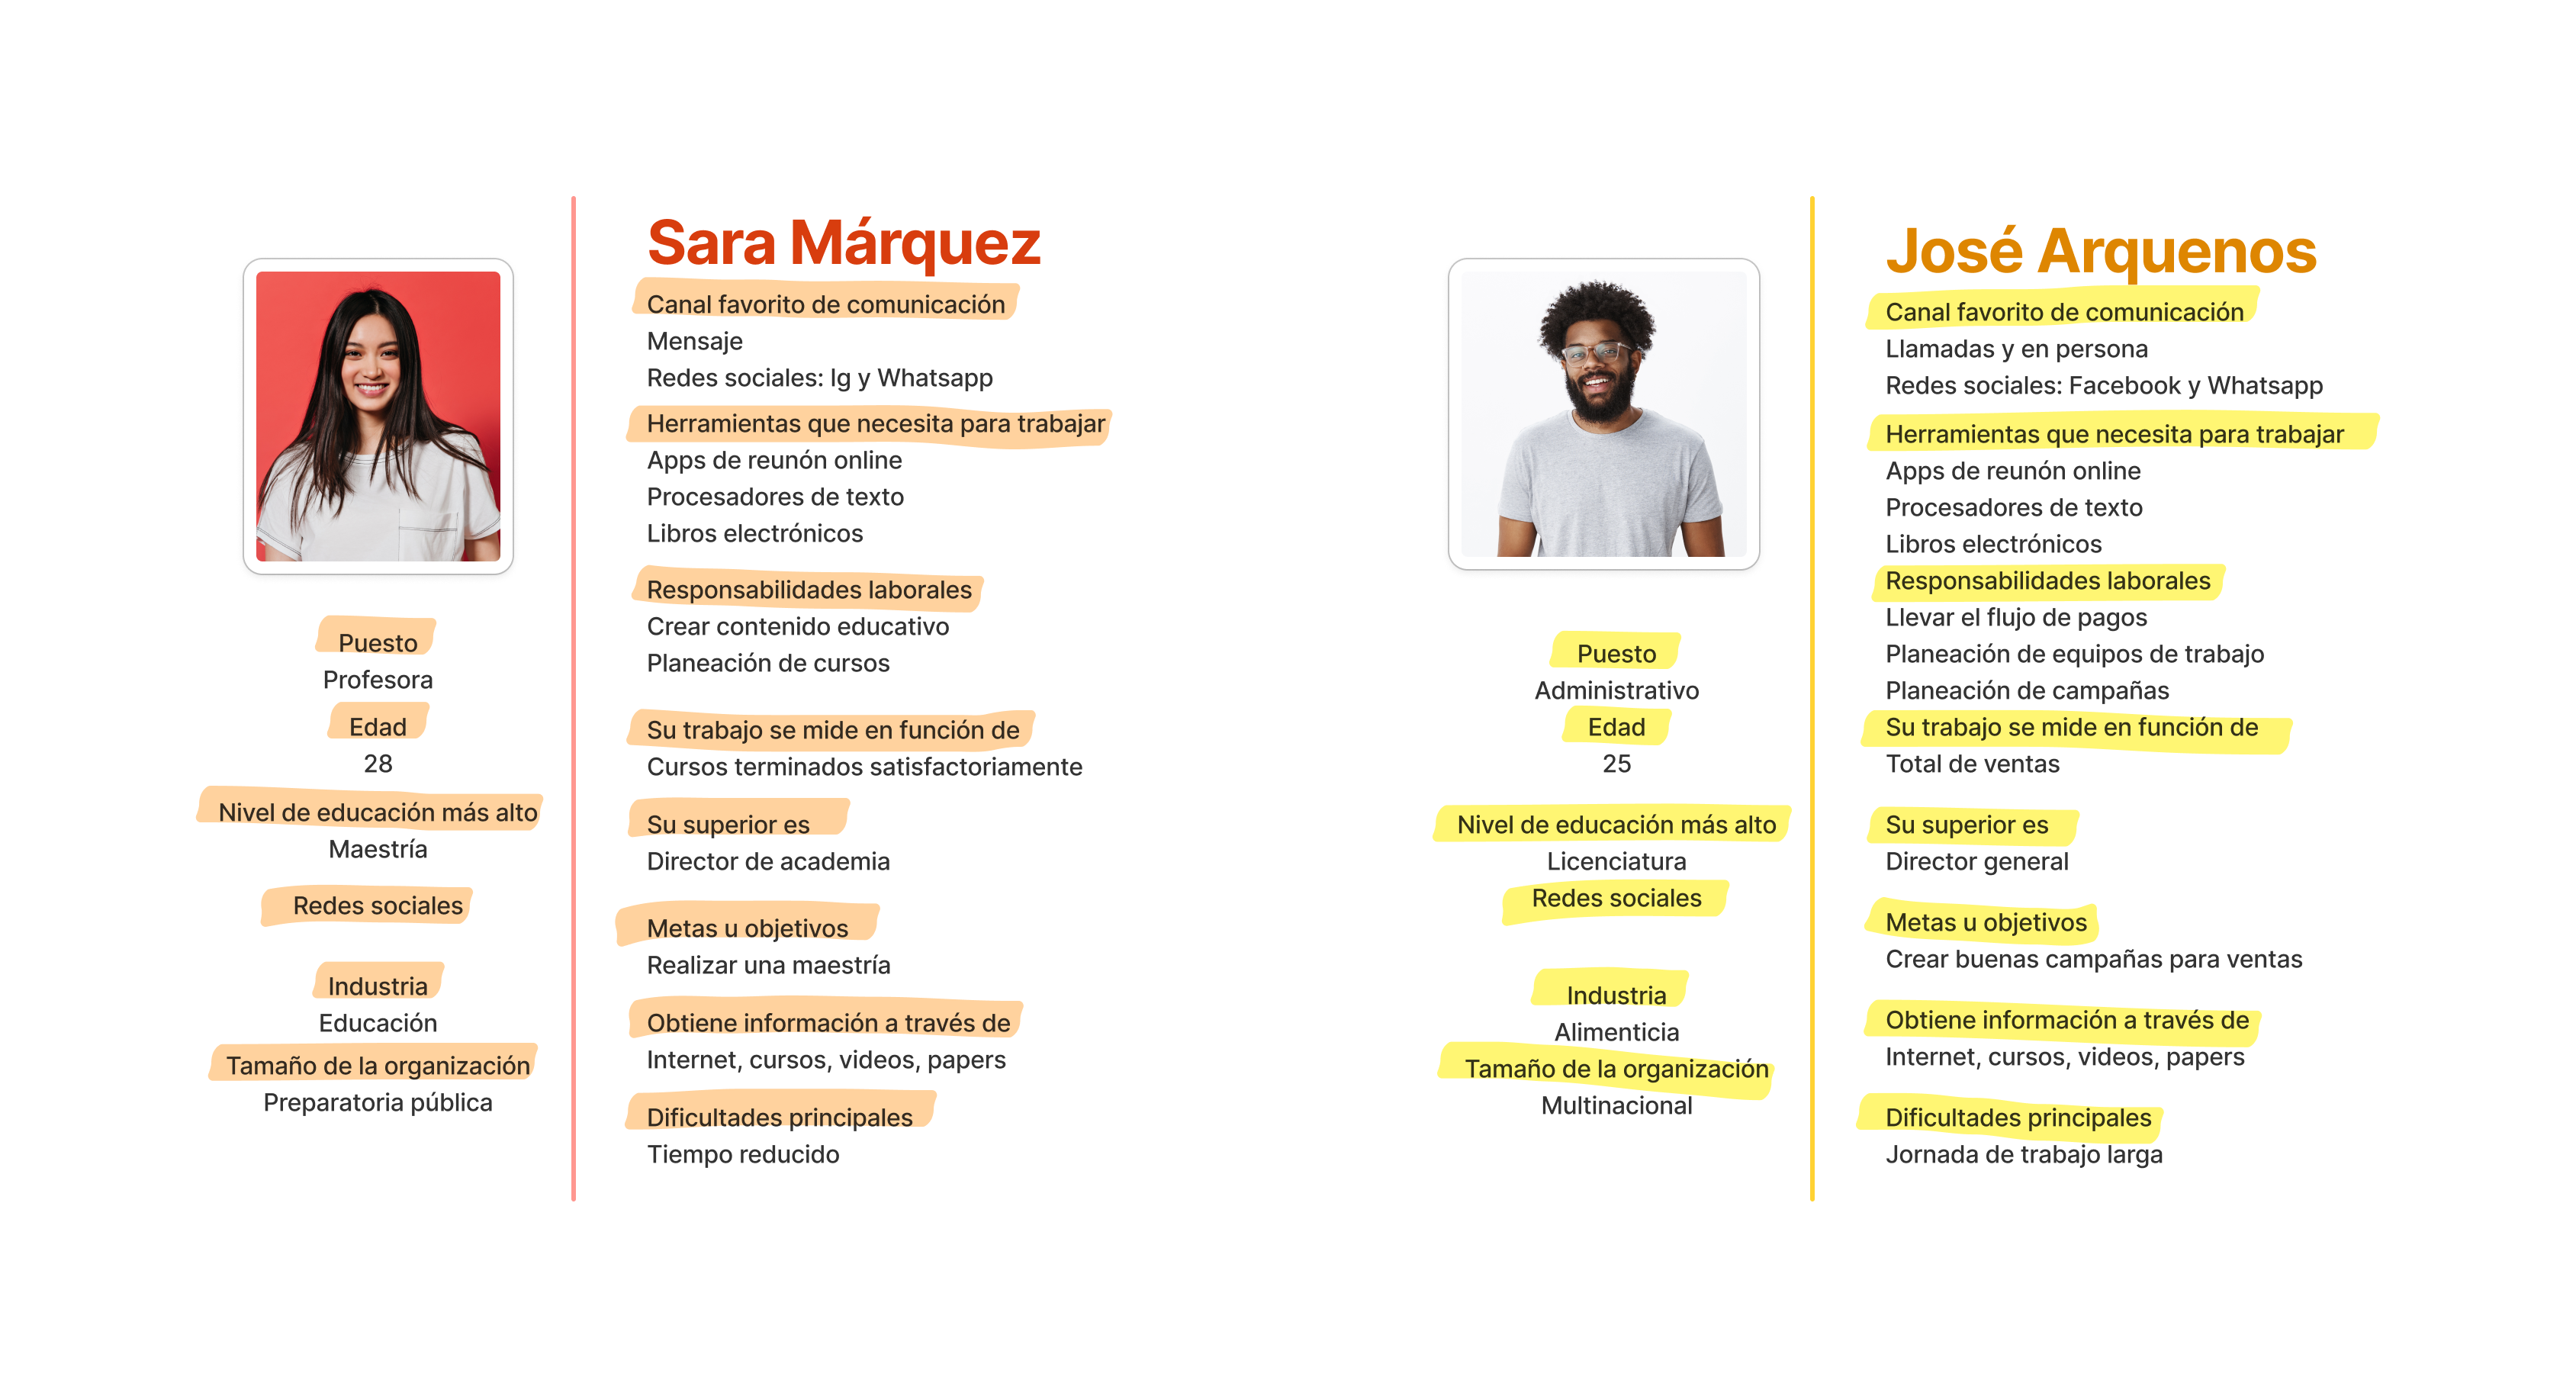 Sara Márquez
Canal favorito de comunicación
Mensaje
Redes sociales: Ig y Whatsapp
Herramientas que necesita para trabajar
Apps de reunón online
Procesadores de texto
Libros electrónicos
Responsabilidades laborales
Crear contenido educativo
Planeación de cursos
Su trabajo se mide en función de
Cursos terminados satisfactoriamente
Su superior es
Director de academia
Metas u objetivos
Realizar una maestría
Obtiene información a través de
Internet, cursos, videos, papers
Dificultades principales
Tiempo reducido
Puesto
Profesora
Edad
28
Nivel de educación más alto
Maestría
Redes sociales
Industria
Educación
Tamaño de la organización
Preparatoria pública
José Arquenos
Canal favorito de comunicación
Llamadas y en persona
Redes sociales: Facebook y Whatsapp
Herramientas que necesita para trabajar
Apps de reunón online
Procesadores de texto
Libros electrónicos
Responsabilidades laborales
Llevar el flujo de pagos
Planeación de equipos de trabajo
Planeación de campañas
Su trabajo se mide en función de
Total de ventas
Su superior es
Director general
Metas u objetivos
Crear buenas campañas para ventas
Obtiene información a través de
Internet, cursos, videos, papers
Dificultades principales
Jornada de trabajo larga
Puesto
Administrativo
Edad
25
Nivel de educación más alto
Licenciatura
Redes sociales
Industria
Alimenticia
Tamaño de la organización
Multinacional